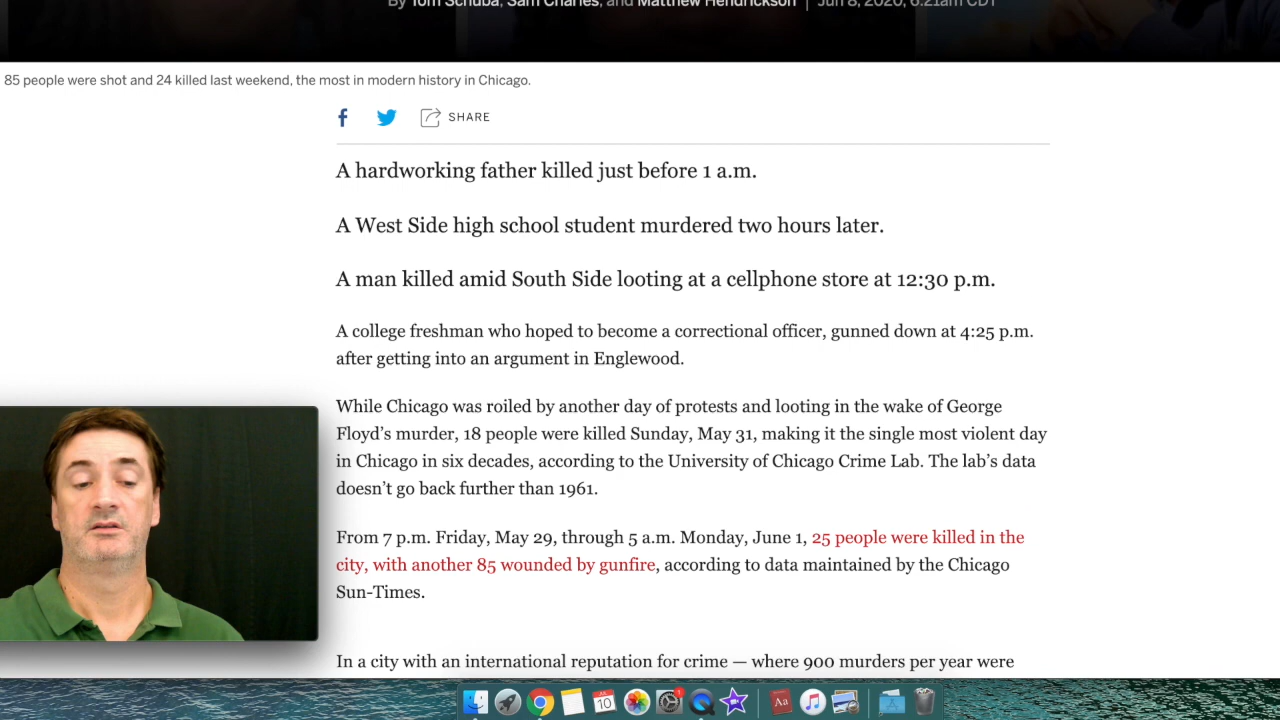 By Tom Schuba, Sam Charles, and Matthew Hendrickson | Jun 8, 2020, 6:21am CDT
85 people were shot and 24 killed last weekend, the most in modern history in Chicago.
SHARE
A hardworking father killed just before 1 a.m.
A West Side high school student murdered two hours later.
A man killed amid South Side looting at a cellphone store at 12:30 p.m.
A college freshman who hoped to become a correctional officer, gunned down at 4:25 p.m.
after getting into an argument in Englewood.
While Chicago was roiled by another day of protests and looting in the wake of George
Floyd’s murder, 18 people were killed Sunday, May 31, making it the single most violent day
in Chicago in six decades, according to the University of Chicago Crime Lab. The lab’s data
doesn’t go back further than 1961.
From 7 p.m. Friday, May 29, through 5 a.m. Monday, June 1, 25 people were killed in the
city, with another 85 wounded by gunfire, according to data maintained by the Chicago
Sun-Times.
In a city with an international reputation for crime — where 900 murders per year were
JUL
10
1
Aa